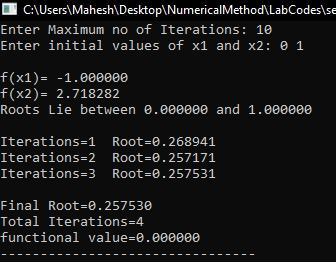 C:\Users\Mahesh\Desktop\NumericalMethod\LabCodes\se
Enter Maximum no of Iterations: 10
Enter initial values of x1 and x2: 0 1
f(x1)= -1.000000
f(x2)= 2.718282
Roots Lie between 0.000000 and 1.000000
Iterations=1  Root=0.268941
Iterations=2  Root=0.257171
Iterations=3  Root=0.257531
Final Root=0.257530
Total Iterations=4
functional value=0.000000
--------------------------------